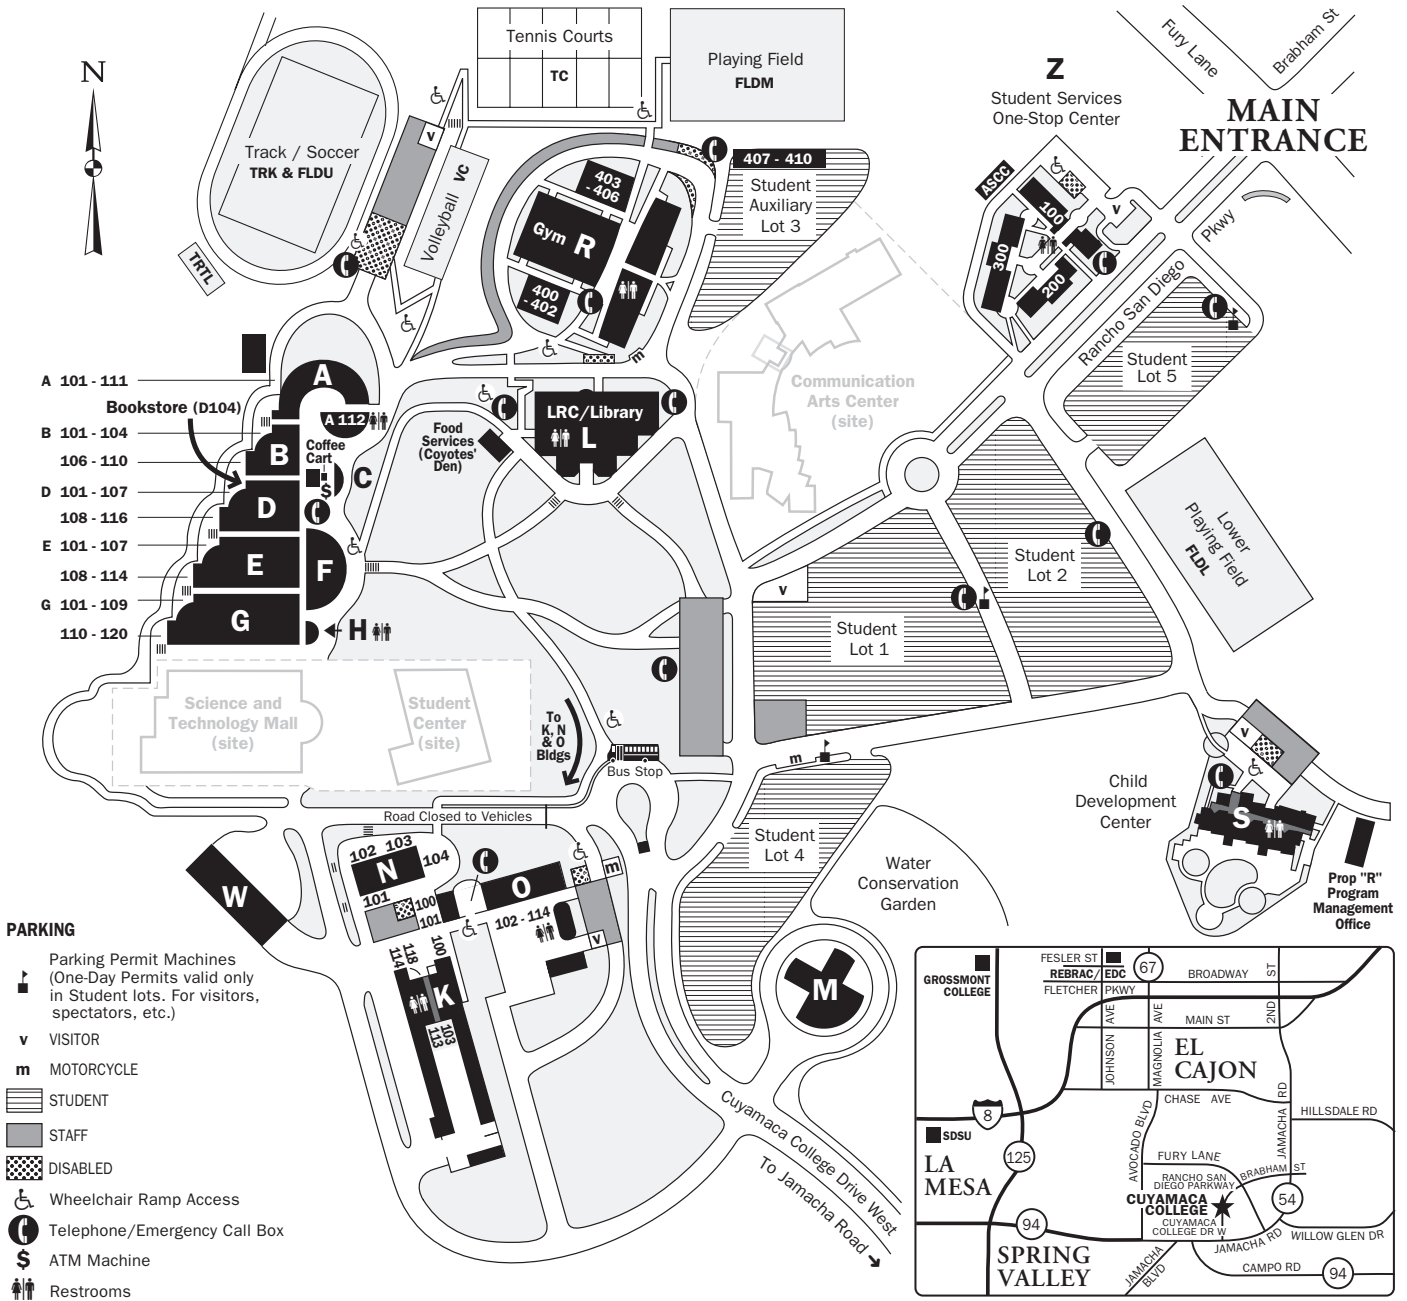 N
Tennis Courts
TC
Playing Field
FLDM
Z
Student Services
One-Stop Center
Fury Lane
Brabham St
MAIN
ENTRANCE
Track / Soccer
TRK & FLDU
v
Volleyball VC
TRTL
403
- 406
Gym R
400
- 402
m
407 - 410
Student
Auxiliary
Lot 3
ASCC
100
300
200
v
Pkwy
Rancho San Diego
Student
Lot 5
A 101 - 111
Bookstore (D104)
B 101 - 104
106 - 110
D 101 - 107
108 - 116
E 101 - 107
108 - 114
G 101 - 109
110 - 120
A
A 112
B
Coffee
Cart
$
C
D
E
F
G
H
Food
Services
(Coyotes'
Den)
LRC/Library
L
Communication
Arts Center
(site)
Student
Lot 2
Lower
Playing Field
FLDL
v
Student
Lot 1
Science and
Technology Mall
(site)
Student
Center
(site)
To
K, N
& O
Bldgs
Bus Stop
m
Road Closed to Vehicles
Student
Lot 4
Water
Conservation
Garden
Child
Development
Center
v
S
Prop "R"
Program
Management
Office
W
102 103
N
104
101
100
101
O
102 - 114
m
v
114
118
100
K
103
113
M
Cuyamaca College Drive West
To Jamacha Road
PARKING
Parking Permit Machines
(One-Day Permits valid only
in Student lots. For visitors,
spectators, etc.)
v VISITOR
m MOTORCYCLE
STUDENT
STAFF
DISABLED
Wheelchair Ramp Access
Telephone/Emergency Call Box
$ ATM Machine
Restrooms
GROSSMONT
COLLEGE
FESLER ST
REBRAC/ EDC
FLETCHER PKWY
67
BROADWAY
2ND ST
MAIN ST
JOHNSON AVE
MAGNOLIA AVE
EL
CAJON
CHASE AVE
8
SDSU
125
LA
MESA
AVOCADO BLVD
JAMACHA RD
HILLSDALE RD
FURY LANE
BRABHAM ST
RANCHO SAN
DIEGO PARKWAY
CUYAMACA
COLLEGE
CUYAMACA
COLLEGE DR W
54
94
SPRING
VALLEY
JAMACHA
BLVD
JAMACHA RD
WILLOW GLEN DR
CAMPO RD
94